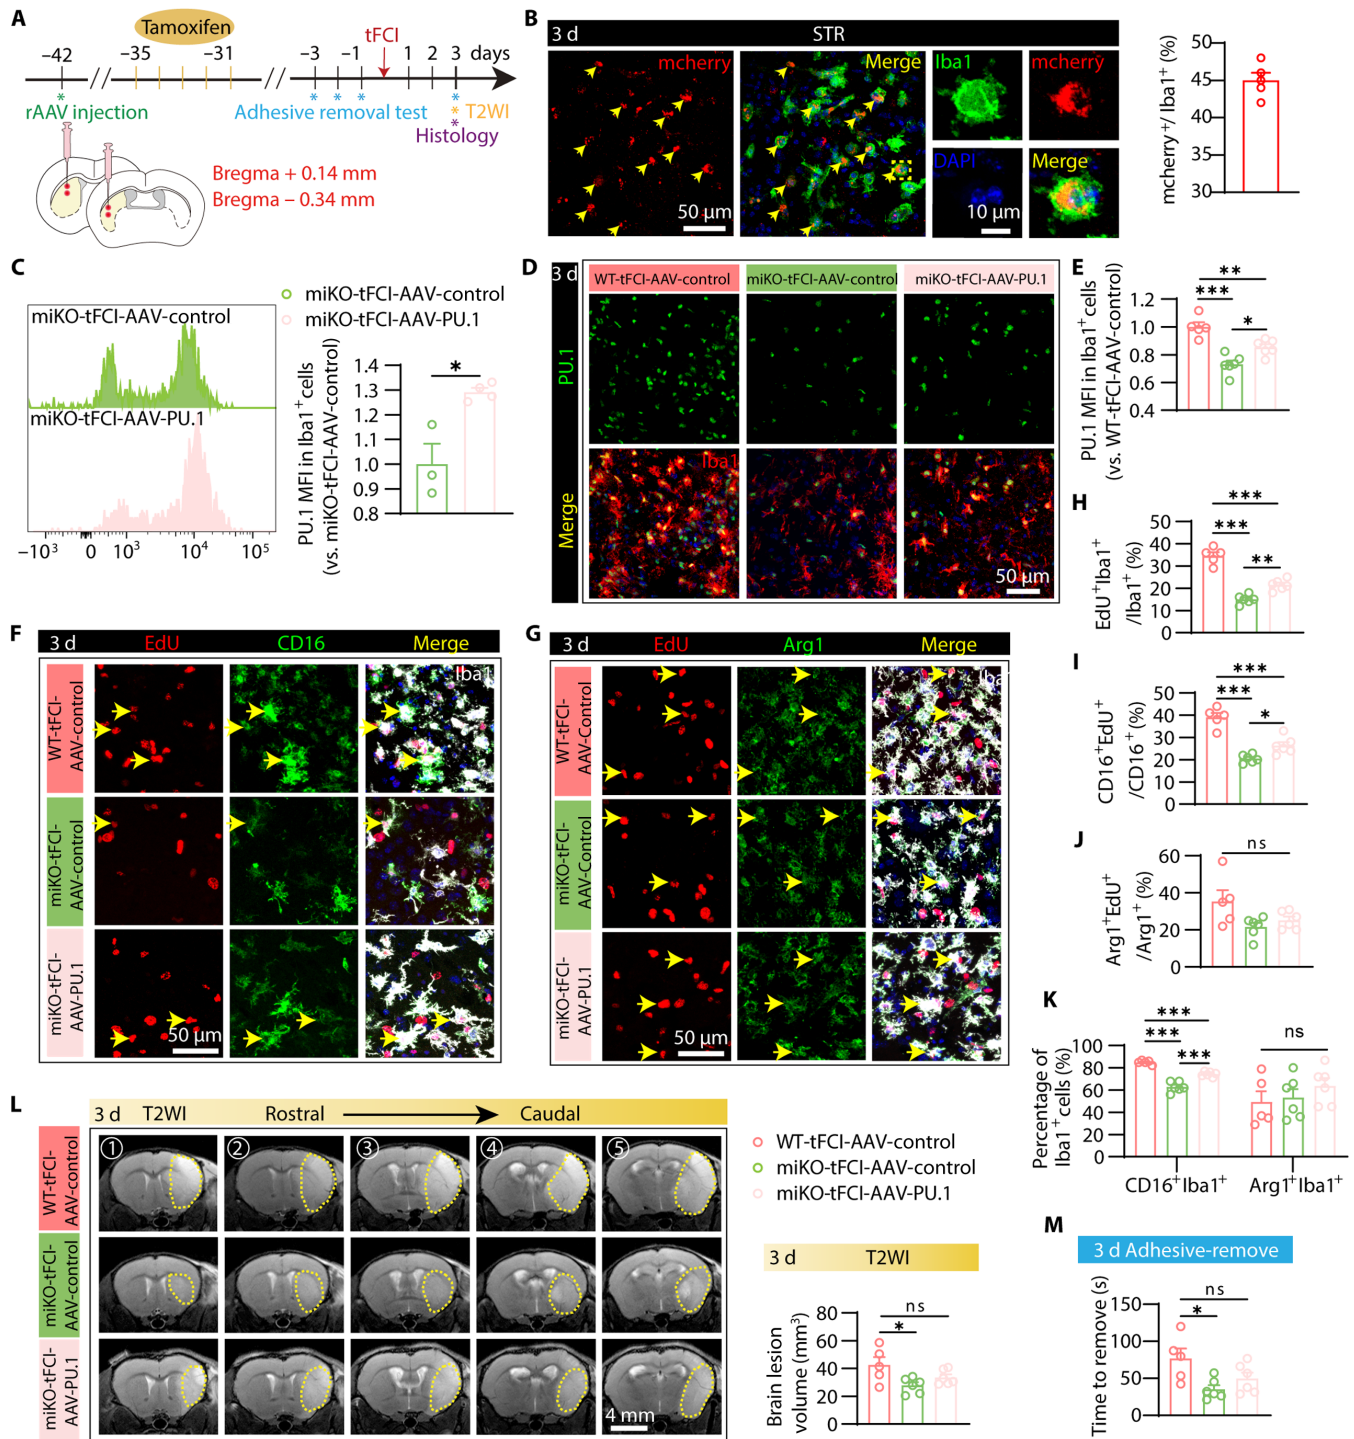 A
Tamoxifen
−42
−35
−31
−3
−1
tFCI
1
2
3
days
rAAV injection
Adhesive removal test
T2WI
Histology
Bregma + 0.14 mm
Bregma − 0.34 mm
B
3 d
STR
mcherry
Merge
Iba1
mcherry
DAPI
Merge
50 μm
10 μm
mcherry⁺/ Iba1⁺ (%)
50
45
40
35
30
C
miKO-tFCI-AAV-control
miKO-tFCI-AAV-PU.1
miKO-tFCI-AAV-control
miKO-tFCI-AAV-PU.1
−10³
0
10³
10⁴
10⁵
PU.1 MFI in Iba1⁺ cells
(vs. miKO-tFCI-AAV-control)
1.4
1.3
1.2
1.1
1.0
0.9
0.8
*
D
3 d
WT-tFCI-AAV-control
miKO-tFCI-AAV-control
miKO-tFCI-AAV-PU.1
PU.1
Merge
Iba1
50 μm
E
PU.1 MFI in Iba1⁺ cells
(vs. WT-tFCI-AAV-control)
1.2
1.0
0.8
0.6
0.4
**
***
*
H
EdU⁺Iba1⁺
/Iba1⁺ (%)
50
40
30
20
10
0
***
***
**
F
3 d
EdU
CD16
Merge
Iba1
WT-tFCI-
AAV-control
miKO-tFCI-
AAV-control
miKO-tFCI-
AAV-PU.1
50 μm
G
3 d
EdU
Arg1
Merge
Iba1
WT-tFCI-
AAV-control
miKO-tFCI-
AAV-control
miKO-tFCI-
AAV-PU.1
50 μm
I
CD16⁺EdU⁺
/CD16⁺ (%)
50
40
30
20
10
0
***
***
*
J
Arg1⁺EdU⁺
/Arg1⁺ (%)
60
40
20
0
ns
K
Percentage of
Iba1⁺ cells (%)
100
80
60
40
20
0
***
***
***
ns
CD16⁺Iba1⁺
Arg1⁺Iba1⁺
L
3 d
T2WI
Rostral
Caudal
①
②
③
④
⑤
WT-tFCI-
AAV-control
miKO-tFCI-
AAV-control
miKO-tFCI-
AAV-PU.1
4 mm
WT-tFCI-AAV-control
miKO-tFCI-AAV-control
miKO-tFCI-AAV-PU.1
3 d
T2WI
Brain lesion
volume (mm³)
80
60
40
20
0
ns
*
M
3 d Adhesive-remove
Time to remove (s)
150
100
50
0
ns
*